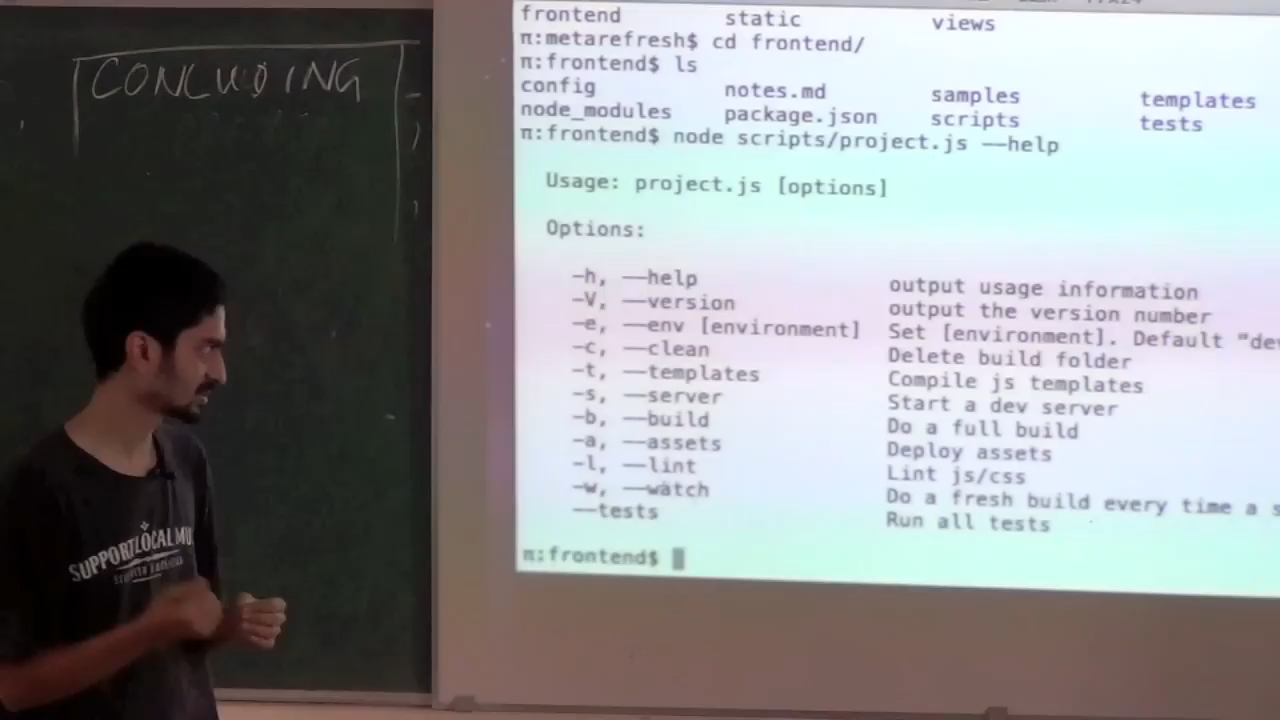 CONCLUDING
frontend static views
π:metarefresh$ cd frontend/
π:frontend$ ls
config notes.md samples templates
node_modules package.json scripts tests
π:frontend$ node scripts/project.js --help
Usage: project.js [options]
Options:
-h, --help output usage information
-V, --version output the version number
-e, --env [environment] Set [environment]. Default "dev
-c, --clean Delete build folder
-t, --templates Compile js templates
-s, --server Start a dev server
-b, --build Do a full build
-a, --assets Deploy assets
-l, --lint Lint js/css
-w, --watch Do a fresh build every time a s
--tests Run all tests
π:frontend$
SUPPORT LOCAL MU